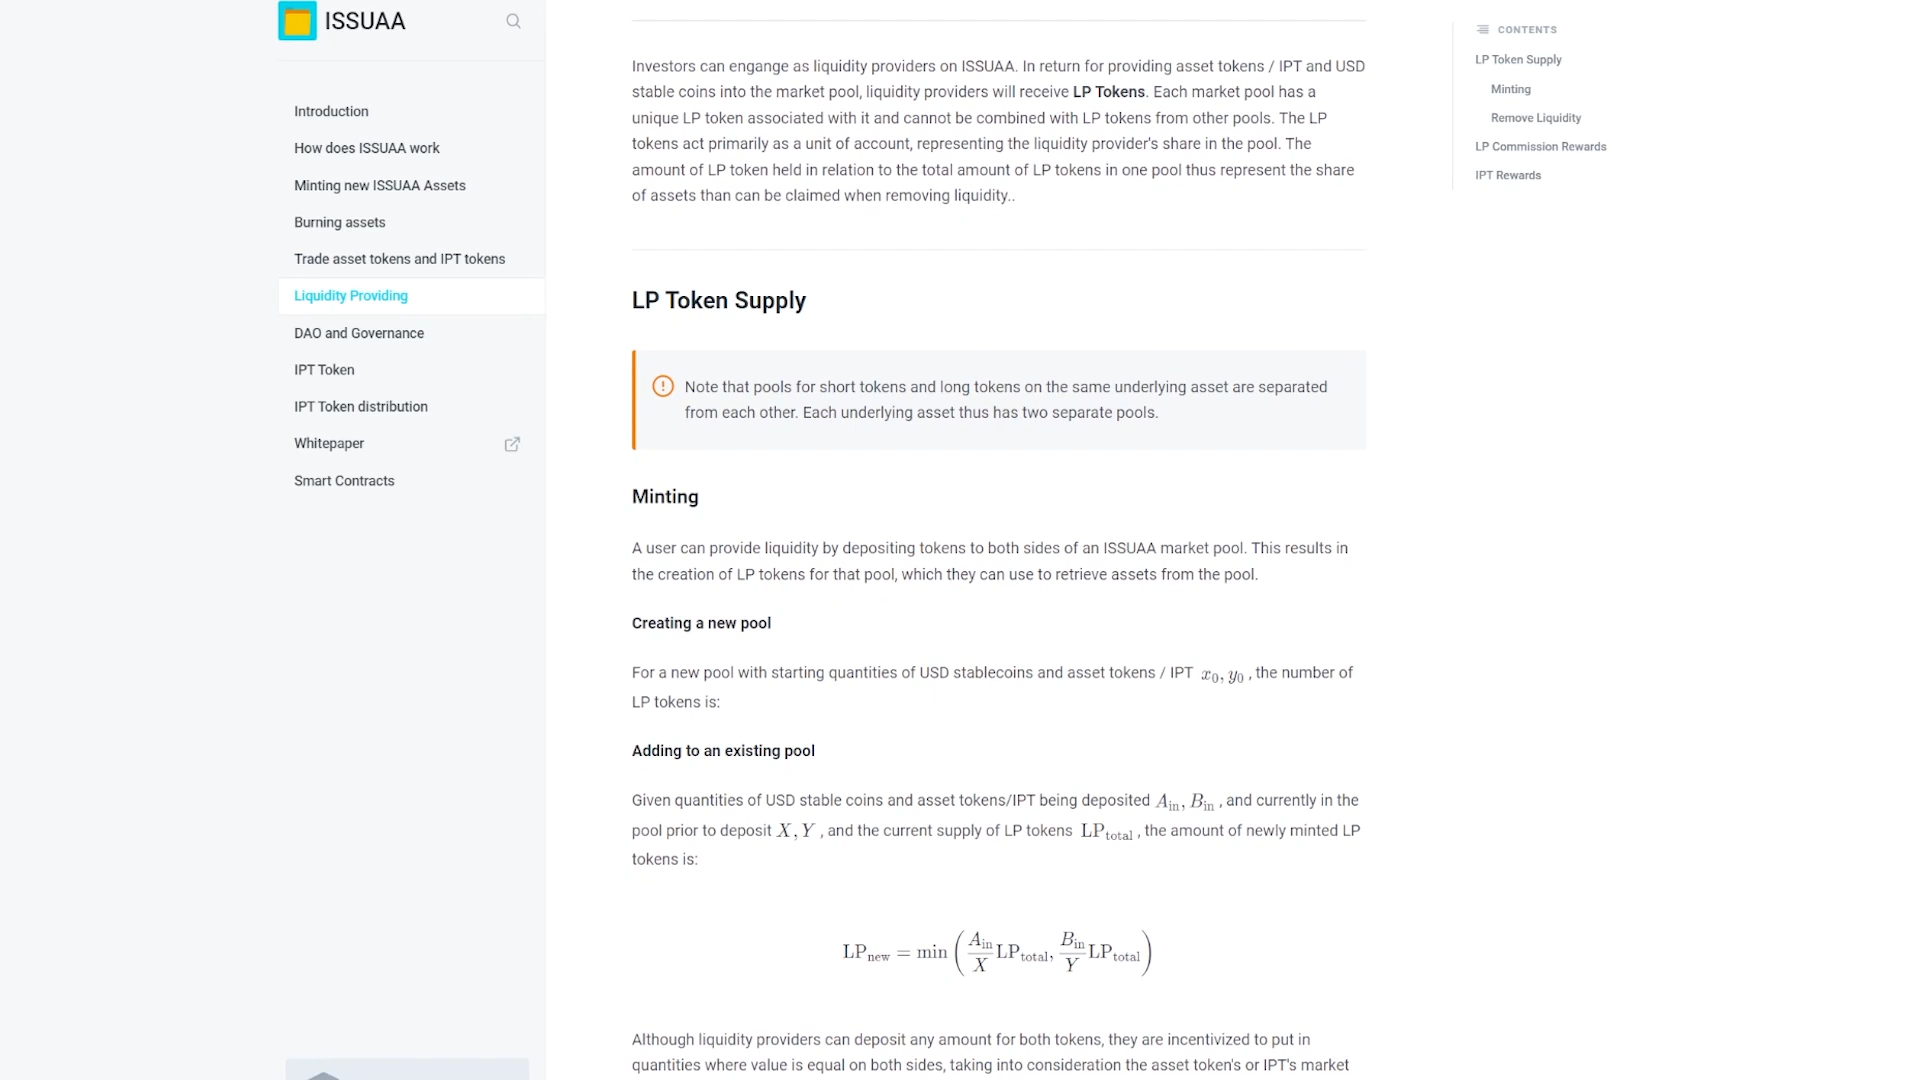 ISSUAA
Introduction
How does ISSUAA work
Minting new ISSUAA Assets
Burning assets
Trade asset tokens and IPT tokens
Liquidity Providing
DAO and Governance
IPT Token
IPT Token distribution
Whitepaper
Smart Contracts
Investors can engange as liquidity providers on ISSUAA. In return for providing asset tokens / IPT and USD
stable coins into the market pool, liquidity providers will receive LP Tokens. Each market pool has a
unique LP token associated with it and cannot be combined with LP tokens from other pools. The LP
tokens act primarily as a unit of account, representing the liquidity provider's share in the pool. The
amount of LP token held in relation to the total amount of LP tokens in one pool thus represent the share
of assets than can be claimed when removing liquidity..
LP Token Supply
Note that pools for short tokens and long tokens on the same underlying asset are separated
from each other. Each underlying asset thus has two separate pools.
Minting
A user can provide liquidity by depositing tokens to both sides of an ISSUAA market pool. This results in
the creation of LP tokens for that pool, which they can use to retrieve assets from the pool.
Creating a new pool
For a new pool with starting quantities of USD stablecoins and asset tokens / IPT x₀, y₀ , the number of
LP tokens is:
Adding to an existing pool
Given quantities of USD stable coins and asset tokens/IPT being deposited A_in, B_in , and currently in the
pool prior to deposit X, Y , and the current supply of LP tokens LP_total , the amount of newly minted LP
tokens is:
LP_new = min ( A_in/X LP_total, B_in/Y LP_total )
Although liquidity providers can deposit any amount for both tokens, they are incentivized to put in
quantities where value is equal on both sides, taking into consideration the asset token's or IPT's market
CONTENTS
LP Token Supply
Minting
Remove Liquidity
LP Commission Rewards
IPT Rewards